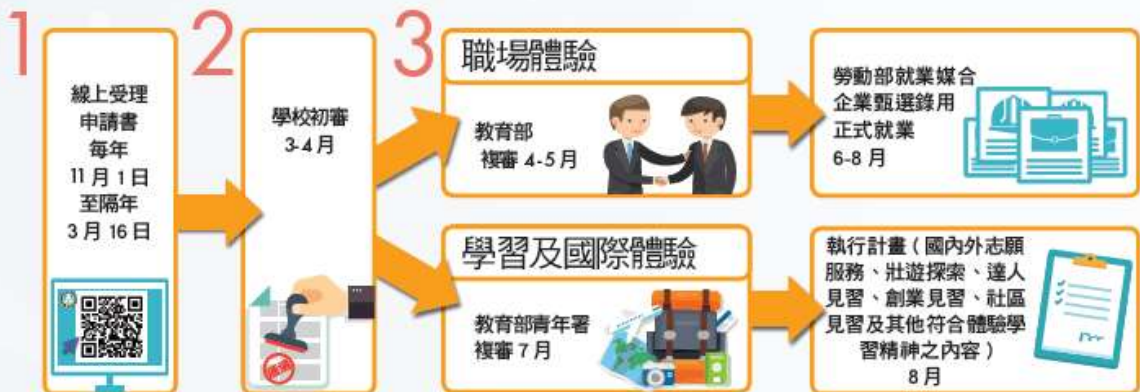 1
線上受理
申請書
每年
11 月 1 日
至隔年
3 月 16 日
2
學校初審
3-4 月
3
職場體驗
教育部
複審 4-5 月
勞動部就業媒合
企業甄選錄用
正式就業
6-8 月
學習及國際體驗
教育部青年署
複審 7 月
執行計畫 ( 國內外志願
服務、壯遊探索、達人
見習、創業見習、社區
見習及其他符合體驗學
習精神之內容 )
8 月